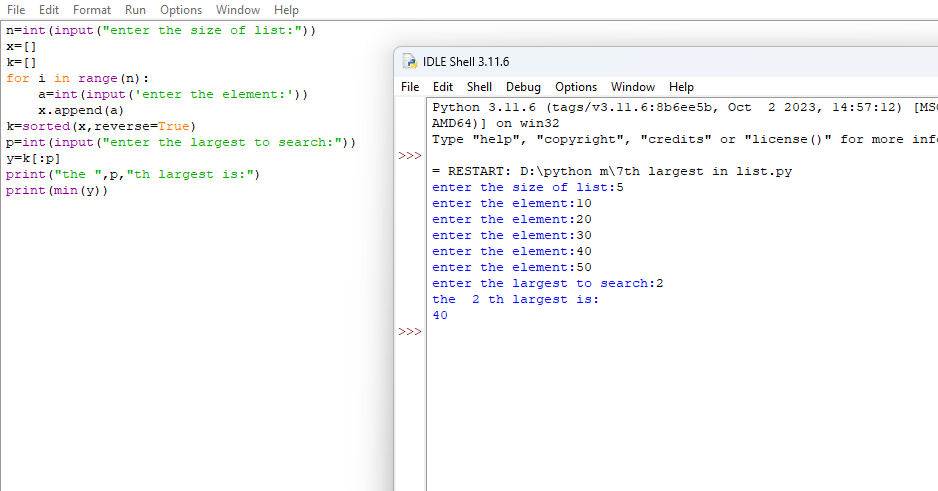 File Edit Format Run Options Window Help
n=int(input("enter the size of list:"))
x=[]
k=[]
for i in range(n):
    a=int(input('enter the element:'))
    x.append(a)
k=sorted(x,reverse=True)
p=int(input("enter the largest to search:"))
y=k[:p]
print("the ",p,"th largest is:")
print(min(y))
IDLE Shell 3.11.6
File Edit Shell Debug Options Window Help
Python 3.11.6 (tags/v3.11.6:8b6ee5b, Oct  2 2023, 14:57:12) [MS
AMD64)] on win32
Type "help", "copyright", "credits" or "license()" for more inf
>>>
= RESTART: D:\python m\7th largest in list.py
enter the size of list:5
enter the element:10
enter the element:20
enter the element:30
enter the element:40
enter the element:50
enter the largest to search:2
the  2 th largest is:
40
>>>